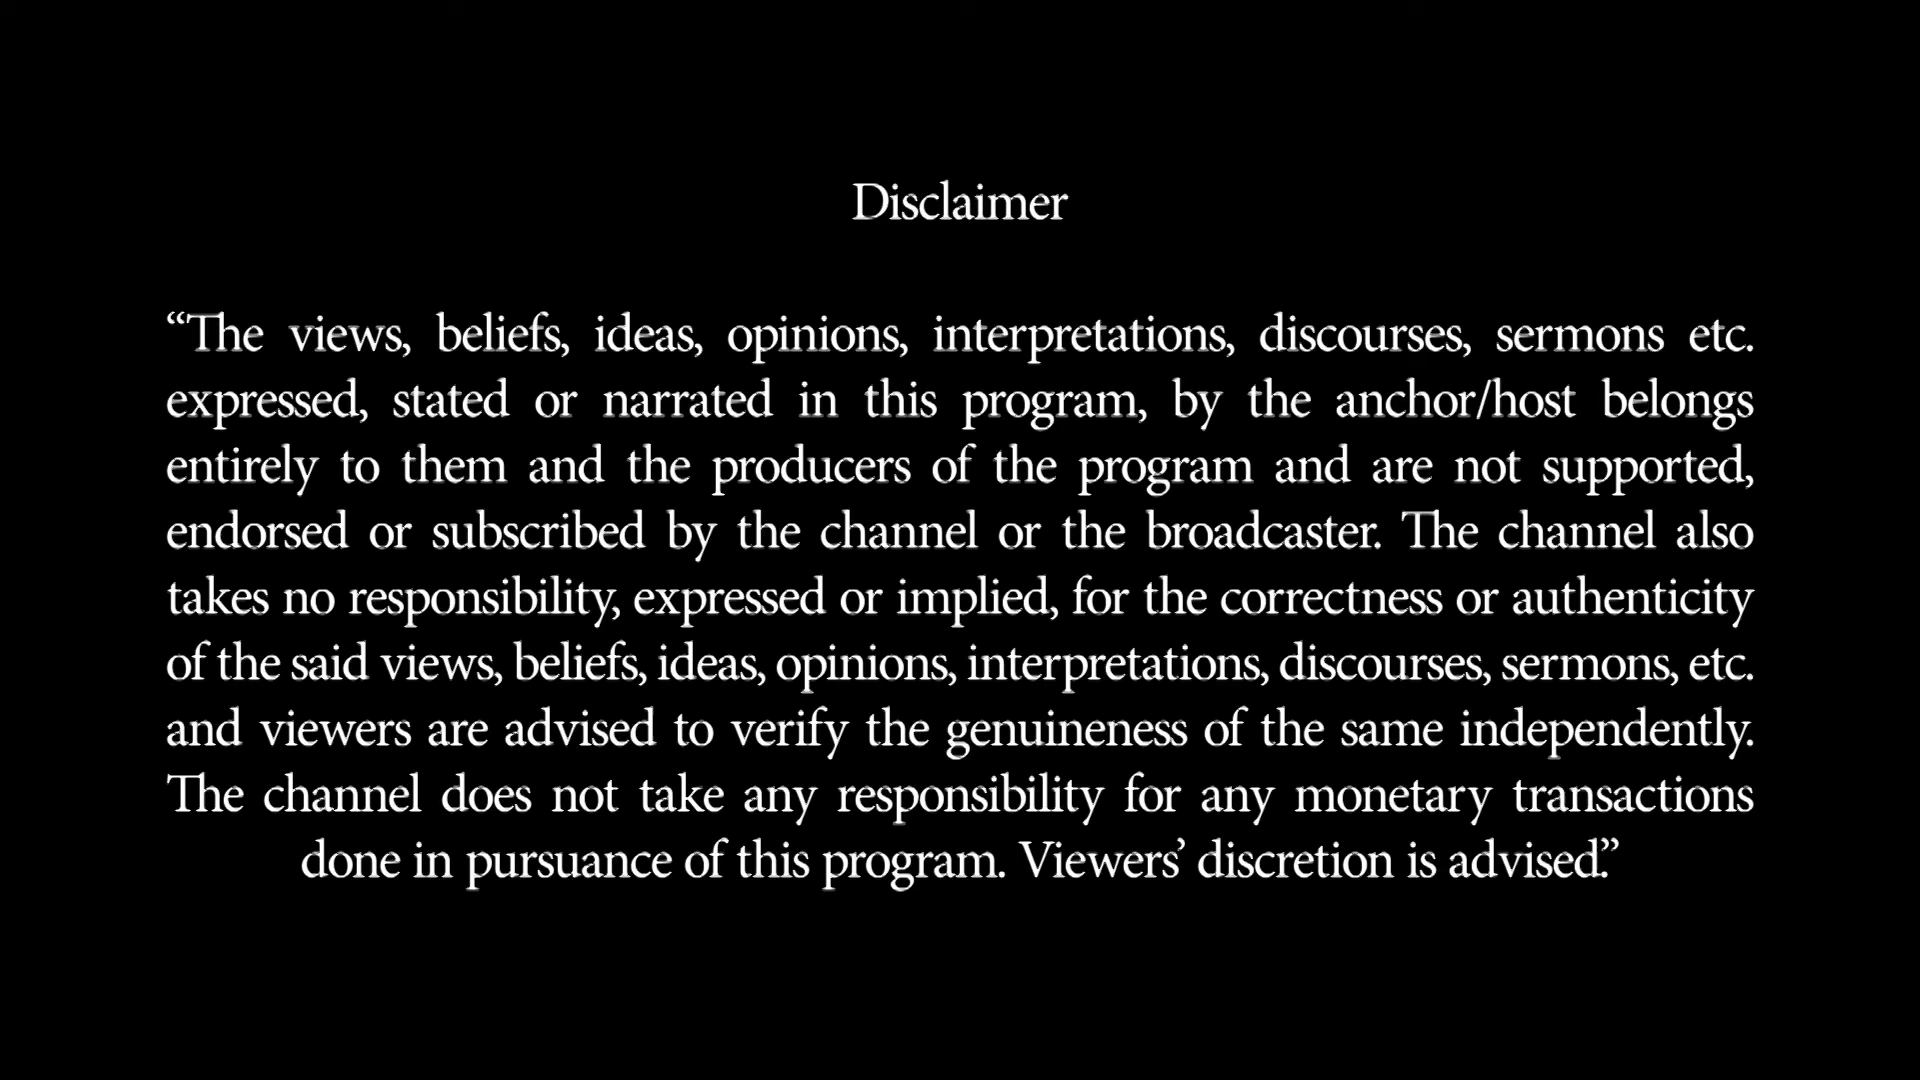 Disclaimer
“The views, beliefs, ideas, opinions, interpretations, discourses, sermons etc.
expressed, stated or narrated in this program, by the anchor/host belongs
entirely to them and the producers of the program and are not supported,
endorsed or subscribed by the channel or the broadcaster. The channel also
takes no responsibility, expressed or implied, for the correctness or authenticity
of the said views, beliefs, ideas, opinions, interpretations, discourses, sermons, etc.
and viewers are advised to verify the genuineness of the same independently.
The channel does not take any responsibility for any monetary transactions
done in pursuance of this program. Viewers’ discretion is advised.”